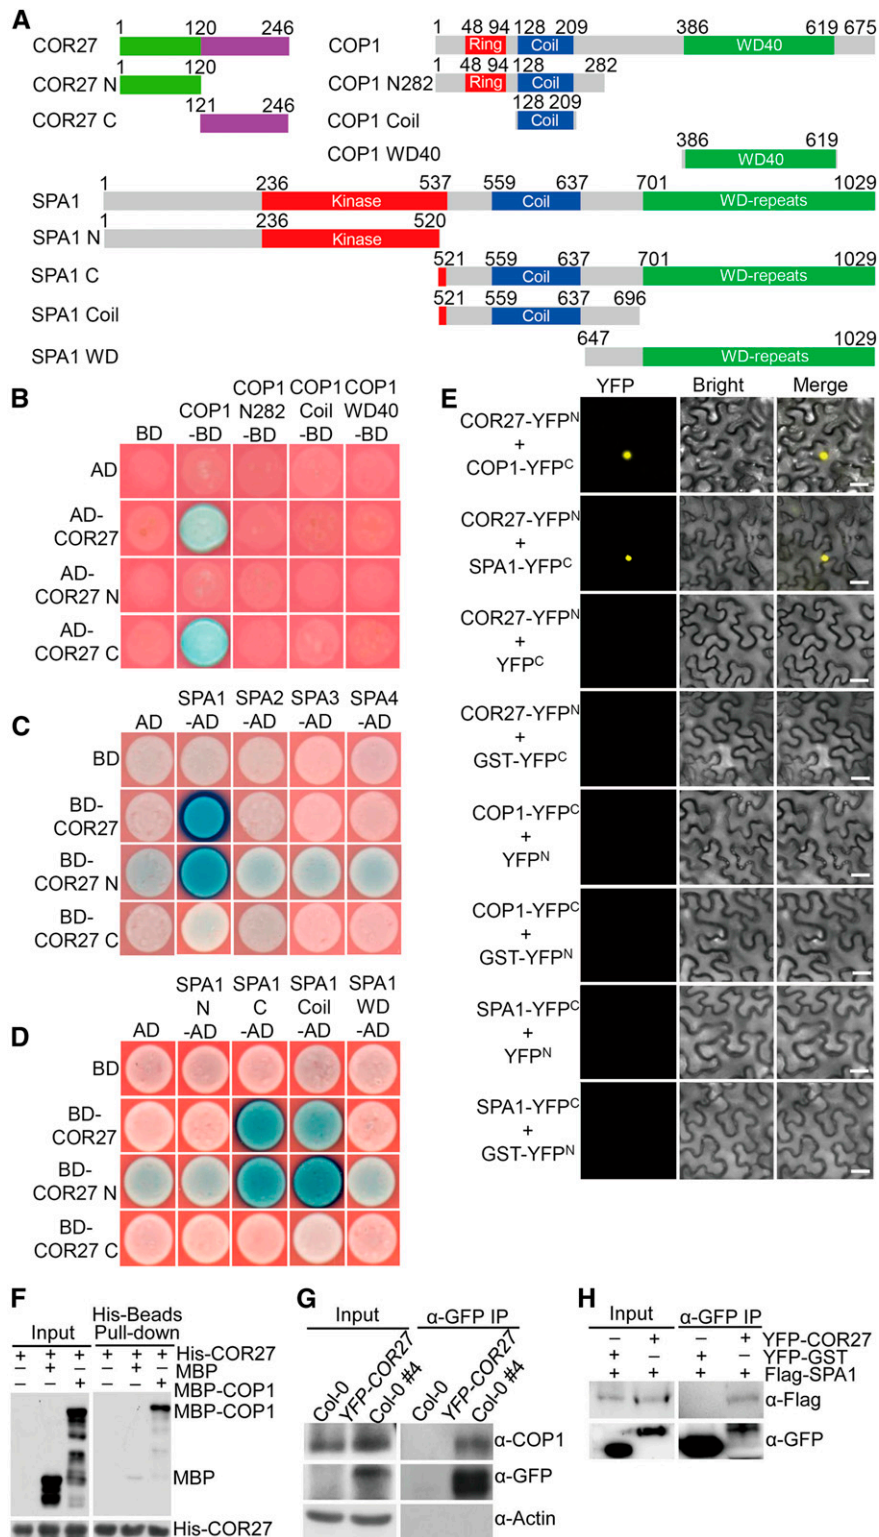 A
COR27 1 120 246
COR27 N 1 120
COR27 C 121 246
COP1 1 48 94 128 209 386 619 675
Ring Coil WD40
COP1 N282 1 48 94 128 282
Ring Coil
COP1 Coil 128 209
Coil
COP1 WD40 386 619
WD40
SPA1 1 236 537 559 637 701 1029
Kinase Coil WD-repeats
SPA1 N 1 236 520
Kinase
SPA1 C 521 559 637 701 1029
Coil WD-repeats
SPA1 Coil 521 559 637 696
Coil
SPA1 WD 647 1029
WD-repeats
B
BD
COP1 -BD
COP1 N282 -BD
COP1 Coil -BD
COP1 WD40 -BD
AD
AD-
COR27
AD-
COR27 N
AD-
COR27 C
C
AD
SPA1 -AD
SPA2 -AD
SPA3 -AD
SPA4 -AD
BD
BD-
COR27
BD-
COR27 N
BD-
COR27 C
D
AD
SPA1 N -AD
SPA1 C -AD
SPA1 Coil -AD
SPA1 WD -AD
BD
BD-
COR27
BD-
COR27 N
BD-
COR27 C
E
YFP Bright Merge
COR27-YFPᴺ
+
COP1-YFPᶜ
COR27-YFPᴺ
+
SPA1-YFPᶜ
COR27-YFPᴺ
+
YFPᶜ
COR27-YFPᴺ
+
GST-YFPᶜ
COP1-YFPᶜ
+
YFPᴺ
COP1-YFPᶜ
+
GST-YFPᴺ
SPA1-YFPᶜ
+
YFPᴺ
SPA1-YFPᶜ
+
GST-YFPᴺ
F
Input
His-Beads
Pull-down
+ + + + + + His-COR27
− + − − + − MBP
− − + − − + MBP-COP1
MBP-COP1
MBP
His-COR27
G
Input α-GFP IP
Col-0
YFP-COR27
Col-0 #4
Col-0
YFP-COR27
Col-0 #4
α-COP1
α-GFP
α-Actin
H
Input α-GFP IP
− + − + YFP-COR27
+ − + − YFP-GST
+ + + + Flag-SPA1
α-Flag
α-GFP